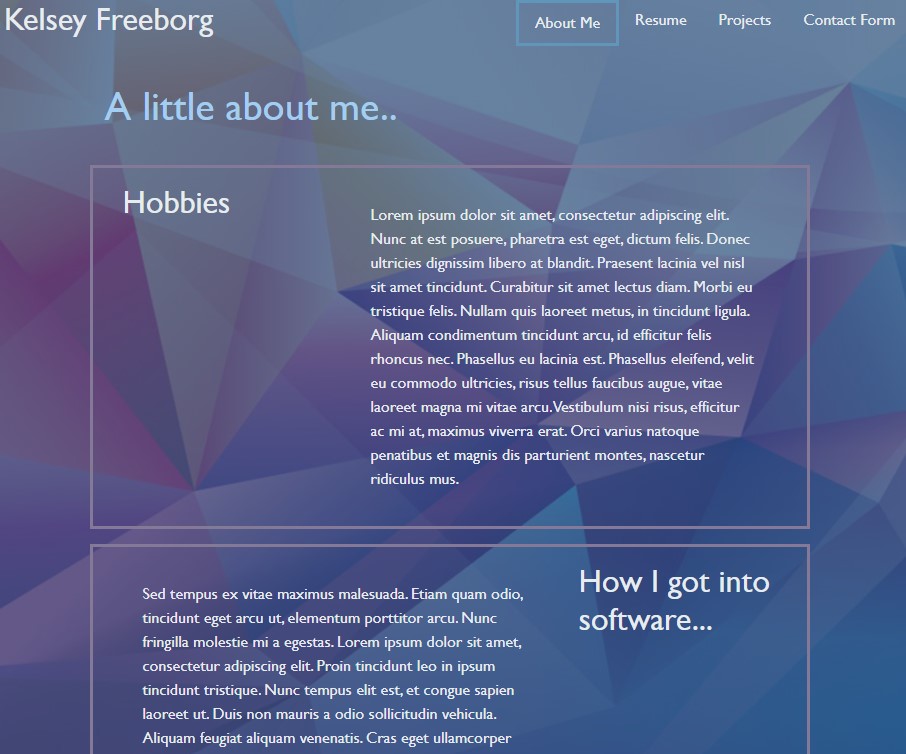 Kelsey Freeborg
About Me Resume Projects Contact Form
A little about me..
Hobbies
Lorem ipsum dolor sit amet, consectetur adipiscing elit.
Nunc at est posuere, pharetra est eget, dictum felis. Donec
ultricies dignissim libero at blandit. Praesent lacinia vel nisl
sit amet tincidunt. Curabitur sit amet lectus diam. Morbi eu
tristique felis. Nullam quis laoreet metus, in tincidunt ligula.
Aliquam condimentum tincidunt arcu, id efficitur felis
rhoncus nec. Phasellus eu lacinia est. Phasellus eleifend, velit
eu commodo ultricies, risus tellus faucibus augue, vitae
laoreet magna mi vitae arcu. Vestibulum nisi risus, efficitur
ac mi at, maximus viverra erat. Orci varius natoque
penatibus et magnis dis parturient montes, nascetur
ridiculus mus.
Sed tempus ex vitae maximus malesuada. Etiam quam odio,
tincidunt eget arcu ut, elementum porttitor arcu. Nunc
fringilla molestie mi a egestas. Lorem ipsum dolor sit amet,
consectetur adipiscing elit. Proin tincidunt leo in ipsum
tincidunt tristique. Nunc tempus elit est, et congue sapien
laoreet ut. Duis non mauris a odio sollicitudin vehicula.
Aliquam feugiat aliquam venenatis. Cras eget ullamcorper
How I got into
software...